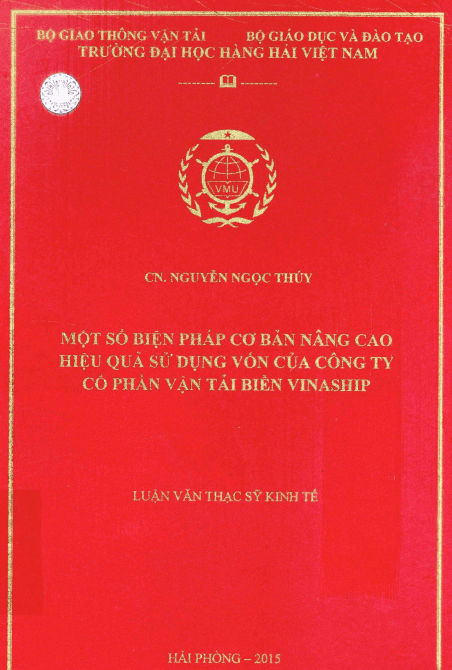 BỘ GIAO THÔNG VẬN TẢI BỘ GIÁO DỤC VÀ ĐÀO TẠO
TRƯỜNG ĐẠI HỌC HÀNG HẢI VIỆT NAM
VMU
CN. NGUYỄN NGỌC THÚY
MỘT SỐ BIỆN PHÁP CƠ BẢN NÂNG CAO
HIỆU QUẢ SỬ DỤNG VỐN CỦA CÔNG TY
CỔ PHẦN VẬN TẢI BIỂN VINASHIP
LUẬN VĂN THẠC SỸ KINH TẾ
HẢI PHÒNG – 2015